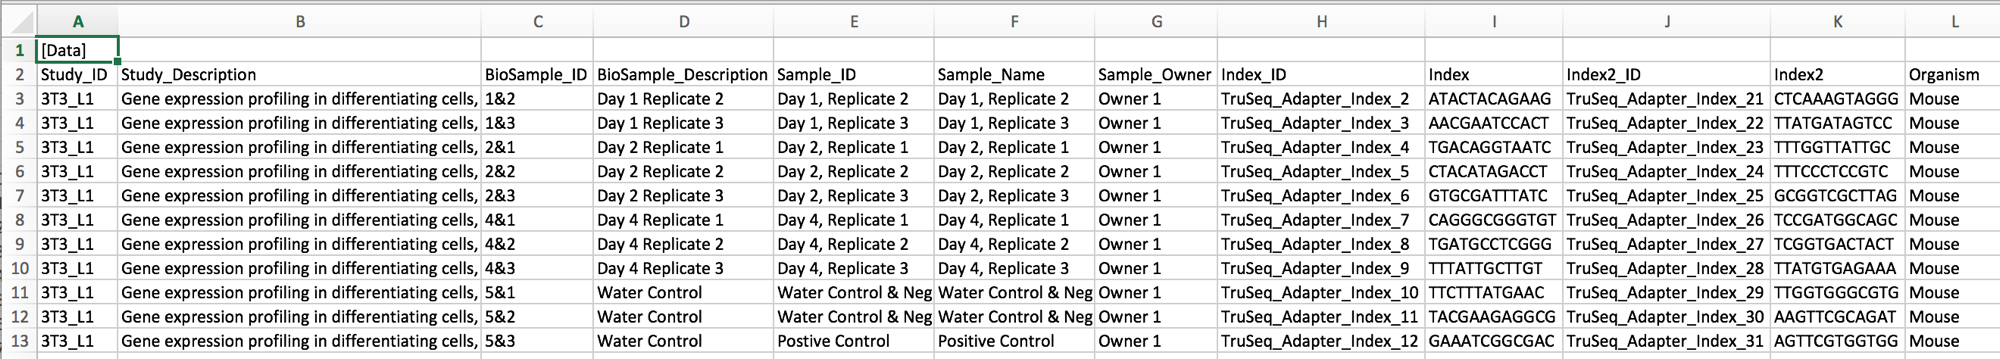 A B C D E F G H I J K L
1 [Data]
2 Study_ID Study_Description BioSample_ID BioSample_Description Sample_ID Sample_Name Sample_Owner Index_ID Index Index2_ID Index2 Organism
3 3T3_L1 Gene expression profiling in differentiating cells, 1&2 Day 1 Replicate 2 Day 1, Replicate 2 Day 1, Replicate 2 Owner 1 TruSeq_Adapter_Index_2 ATACTACAGAAG TruSeq_Adapter_Index_21 CTCAAAGTAGGG Mouse
4 3T3_L1 Gene expression profiling in differentiating cells, 1&3 Day 1 Replicate 3 Day 1, Replicate 3 Day 1, Replicate 3 Owner 1 TruSeq_Adapter_Index_3 AACGAATCCACT TruSeq_Adapter_Index_22 TTATGATAGTCC Mouse
5 3T3_L1 Gene expression profiling in differentiating cells, 2&1 Day 2 Replicate 1 Day 2, Replicate 1 Day 2, Replicate 1 Owner 1 TruSeq_Adapter_Index_4 TGACAGGTAATC TruSeq_Adapter_Index_23 TTTGGTTATTGC Mouse
6 3T3_L1 Gene expression profiling in differentiating cells, 2&2 Day 2 Replicate 2 Day 2, Replicate 2 Day 2, Replicate 2 Owner 1 TruSeq_Adapter_Index_5 CTACATAGACCT TruSeq_Adapter_Index_24 TTTCCCTCCGTC Mouse
7 3T3_L1 Gene expression profiling in differentiating cells, 2&3 Day 2 Replicate 3 Day 2, Replicate 3 Day 2, Replicate 3 Owner 1 TruSeq_Adapter_Index_6 GTGCGATTTATC TruSeq_Adapter_Index_25 GCGGTCGCTTAG Mouse
8 3T3_L1 Gene expression profiling in differentiating cells, 4&1 Day 4 Replicate 1 Day 4, Replicate 1 Day 4, Replicate 1 Owner 1 TruSeq_Adapter_Index_7 CAGGGCGGGTGT TruSeq_Adapter_Index_26 TCCGATGGCAGC Mouse
9 3T3_L1 Gene expression profiling in differentiating cells, 4&2 Day 4 Replicate 2 Day 4, Replicate 2 Day 4, Replicate 2 Owner 1 TruSeq_Adapter_Index_8 TGATGCCTCGGG TruSeq_Adapter_Index_27 TCGGTGACTACT Mouse
10 3T3_L1 Gene expression profiling in differentiating cells, 4&3 Day 4 Replicate 3 Day 4, Replicate 3 Day 4, Replicate 3 Owner 1 TruSeq_Adapter_Index_9 TTTATTGCTTGT TruSeq_Adapter_Index_28 TTATGTGAGAAA Mouse
11 3T3_L1 Gene expression profiling in differentiating cells, 5&1 Water Control Water Control & Neg Water Control & Neg Owner 1 TruSeq_Adapter_Index_10 TTCTTTATGAAC TruSeq_Adapter_Index_29 TTGGTGGGCGTG Mouse
12 3T3_L1 Gene expression profiling in differentiating cells, 5&2 Water Control Water Control & Neg Water Control & Neg Owner 1 TruSeq_Adapter_Index_11 TACGAAGAGGCG TruSeq_Adapter_Index_30 AAGTTCGCAGAT Mouse
13 3T3_L1 Gene expression profiling in differentiating cells, 5&3 Water Control Postive Control Positive Control Owner 1 TruSeq_Adapter_Index_12 GAAATCGGCGAC TruSeq_Adapter_Index_31 AGTTCGTGGTGG Mouse